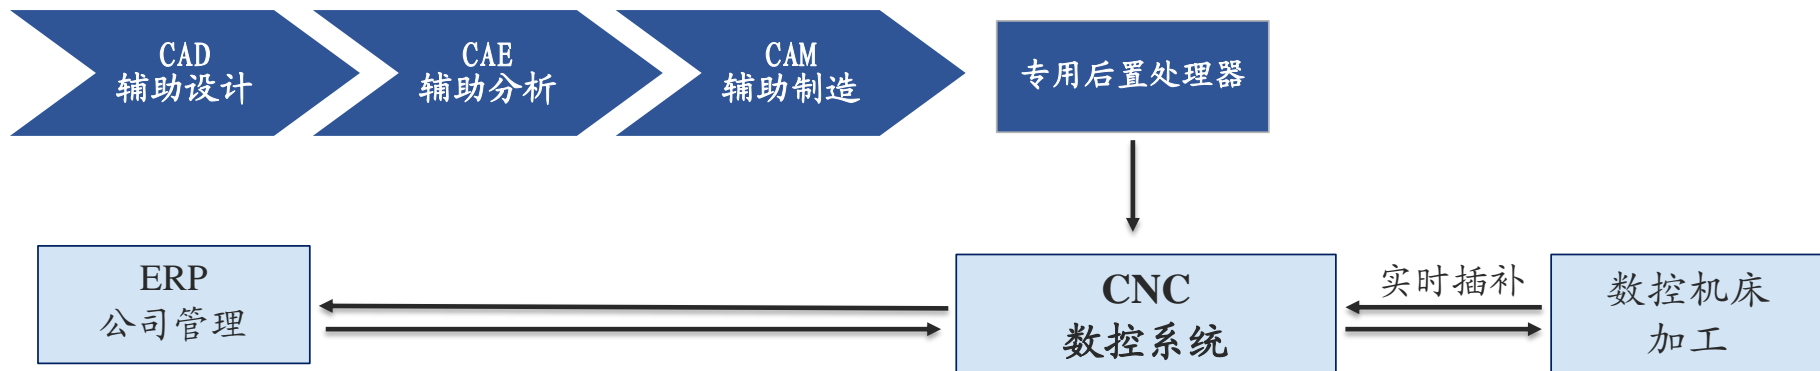 CAD
辅助设计
CAE
辅助分析
CAM
辅助制造
专用后置处理器
ERP
公司管理
CNC
数控系统
实时插补
数控机床
加工